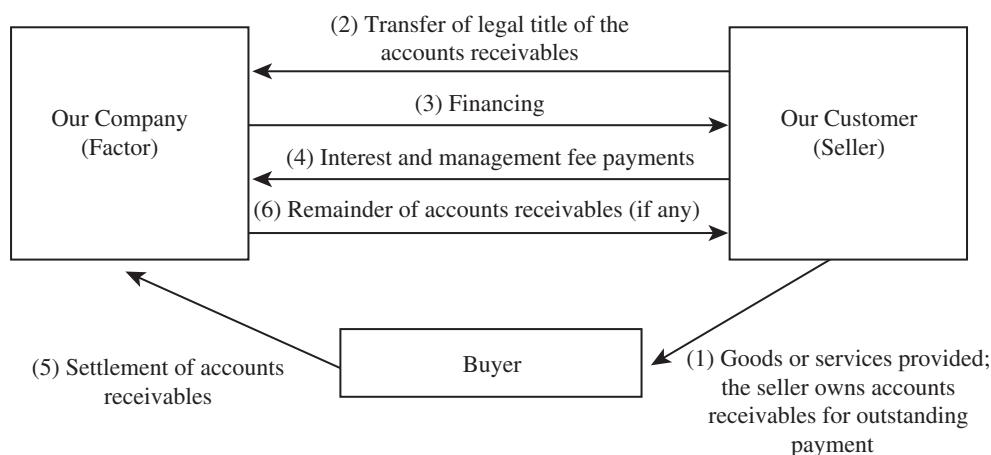 (2) Transfer of legal title of the
accounts receivables
Our Company
(Factor)
(3) Financing
Our Customer
(Seller)
(4) Interest and management fee payments
(6) Remainder of accounts receivables (if any)
(5) Settlement of accounts
receivables
Buyer
(1) Goods or services provided;
the seller owns accounts
receivables for outstanding
payment